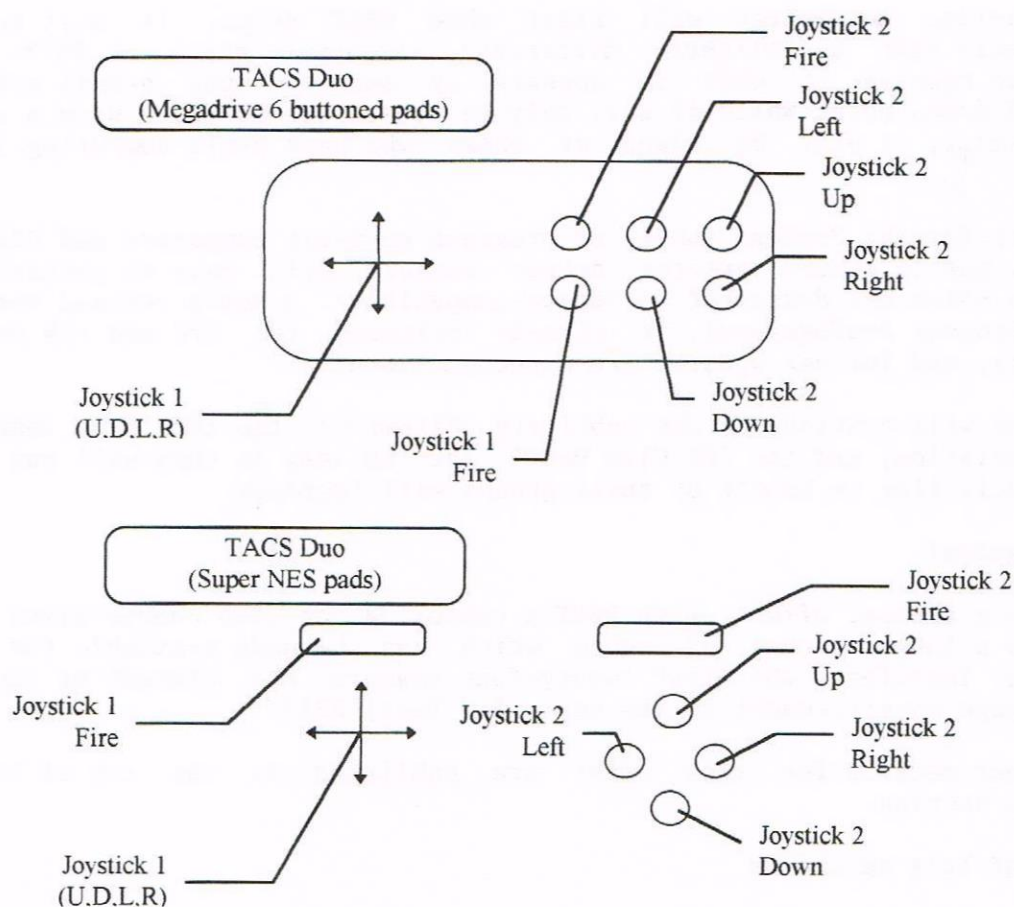 TACS Duo
(Megadrive 6 buttoned pads)
Joystick 2
Fire
Joystick 2
Left
Joystick 2
Up
Joystick 2
Right
Joystick 2
Down
Joystick 1
Fire
Joystick 1
(U.D.L.R)
TACS Duo
(Super NES pads)
Joystick 2
Fire
Joystick 2
Up
Joystick 2
Right
Joystick 2
Left
Joystick 2
Down
Joystick 1
Fire
Joystick 1
(U,D,L,R)